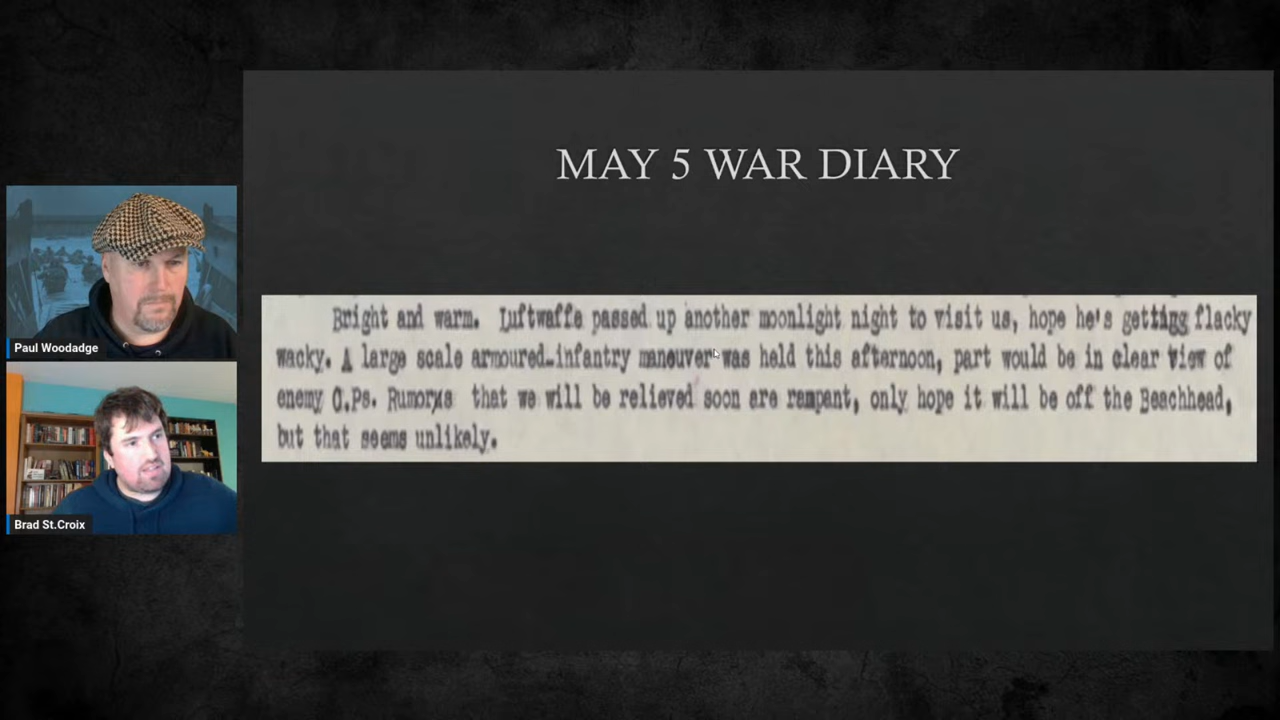 MAY 5 WAR DIARY
Bright and warm. Luftwaffe passed up another moonlight night to visit us, hope he's gettigg flacky
wacky. A large scale armoured-infantry maneuver was held this afternoon, part would be in clear view of
enemy O.Ps. Rumorxs that we will be relieved soon are rampant, only hope it will be off the Beachhead,
but that seems unlikely.
Paul Woodadge
Brad St.Croix